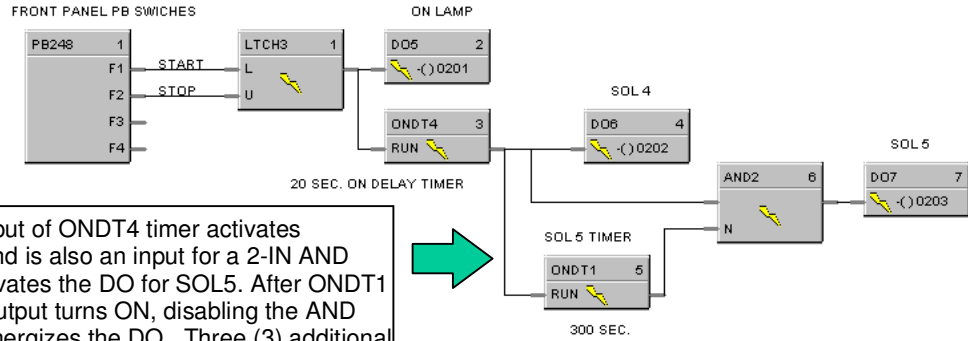 FRONT PANEL PB SWICHES
ON LAMP
PB248 1
F1
F2
F3
F4
START
STOP
LTCH3 1
L
U
DO5 2
-( ) 0201
ONDT4 3
RUN
20 SEC. ON DELAY TIMER
SOL 4
DO6 4
-( ) 0202
AND2 6
N
SOL 5
DO7 7
-( ) 0203
SOL 5 TIMER
ONDT1 5
RUN
300 SEC.
put of ONDT4 timer activates
nd is also an input for a 2-IN AND
ivates the DO for SOL5. After ONDT1
utput turns ON, disabling the AND
nergizes the DO. Three (3) additional